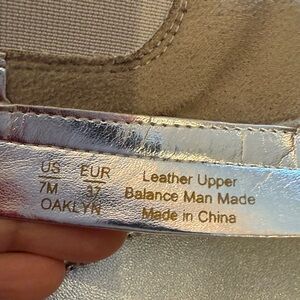 US EUR
7M 37
OAKLYN
Leather Upper
Balance Man Made
Made in China